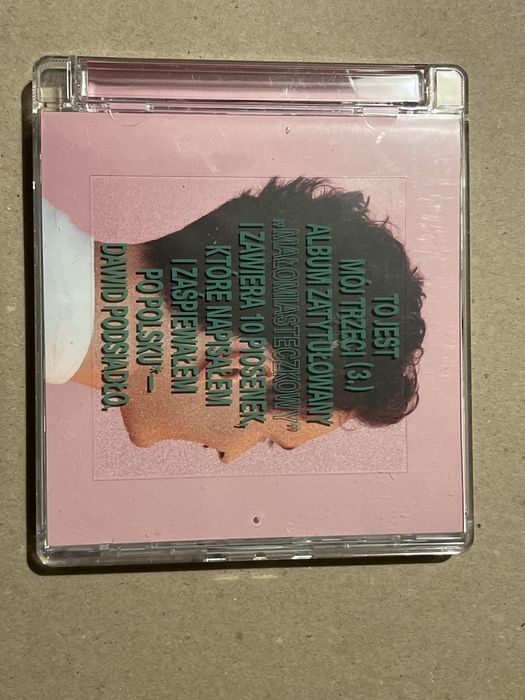 TO JEST
MÓJ TRZECI (3.)
ALBUM ZATYTUŁOWANY
„MAŁOMIASTECZKOWY”
I ZAWIERA 10 PIOSENEK,
KTÓRE NAPISAŁEM
I ZAŚPIEWAŁEM
PO POLSKU —
DAWID PODSIADŁO.